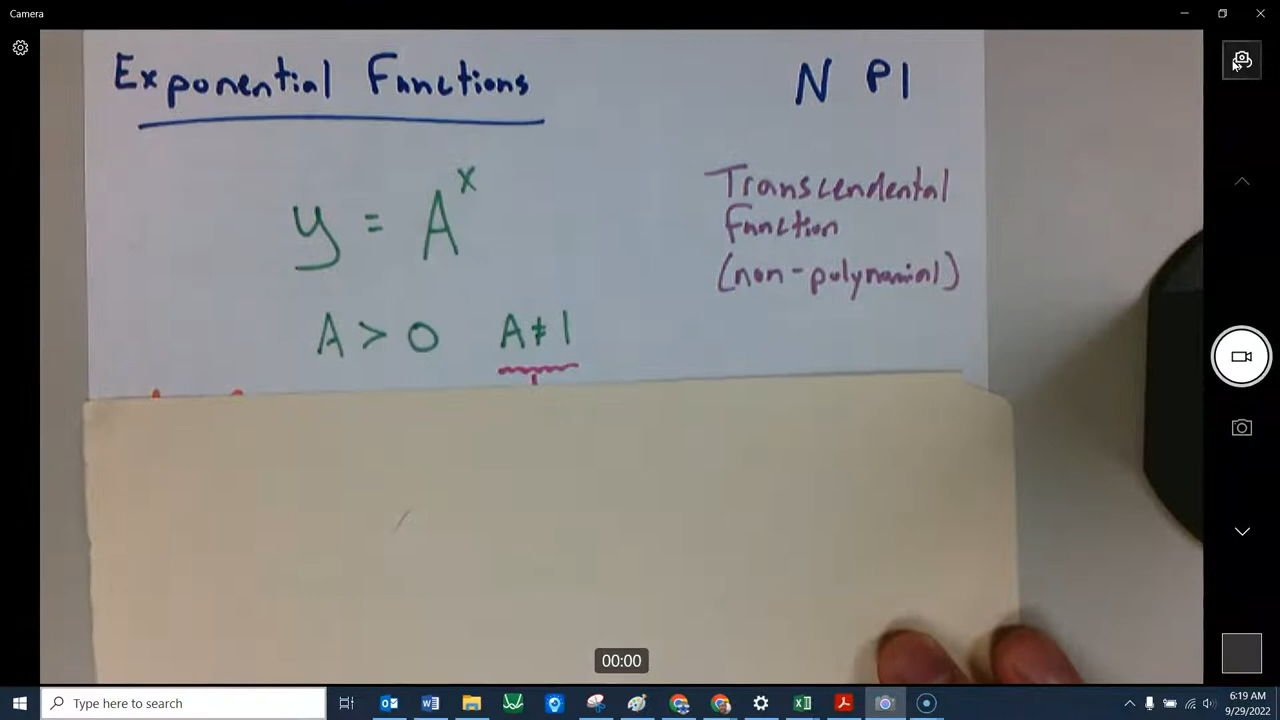 Camera
Exponential Functions
N P1
y = A^x
Transcendental
Function
(non-polynomial)
A > 0 A ≠ 1
00:00
Type here to search
6:19 AM
9/29/2022